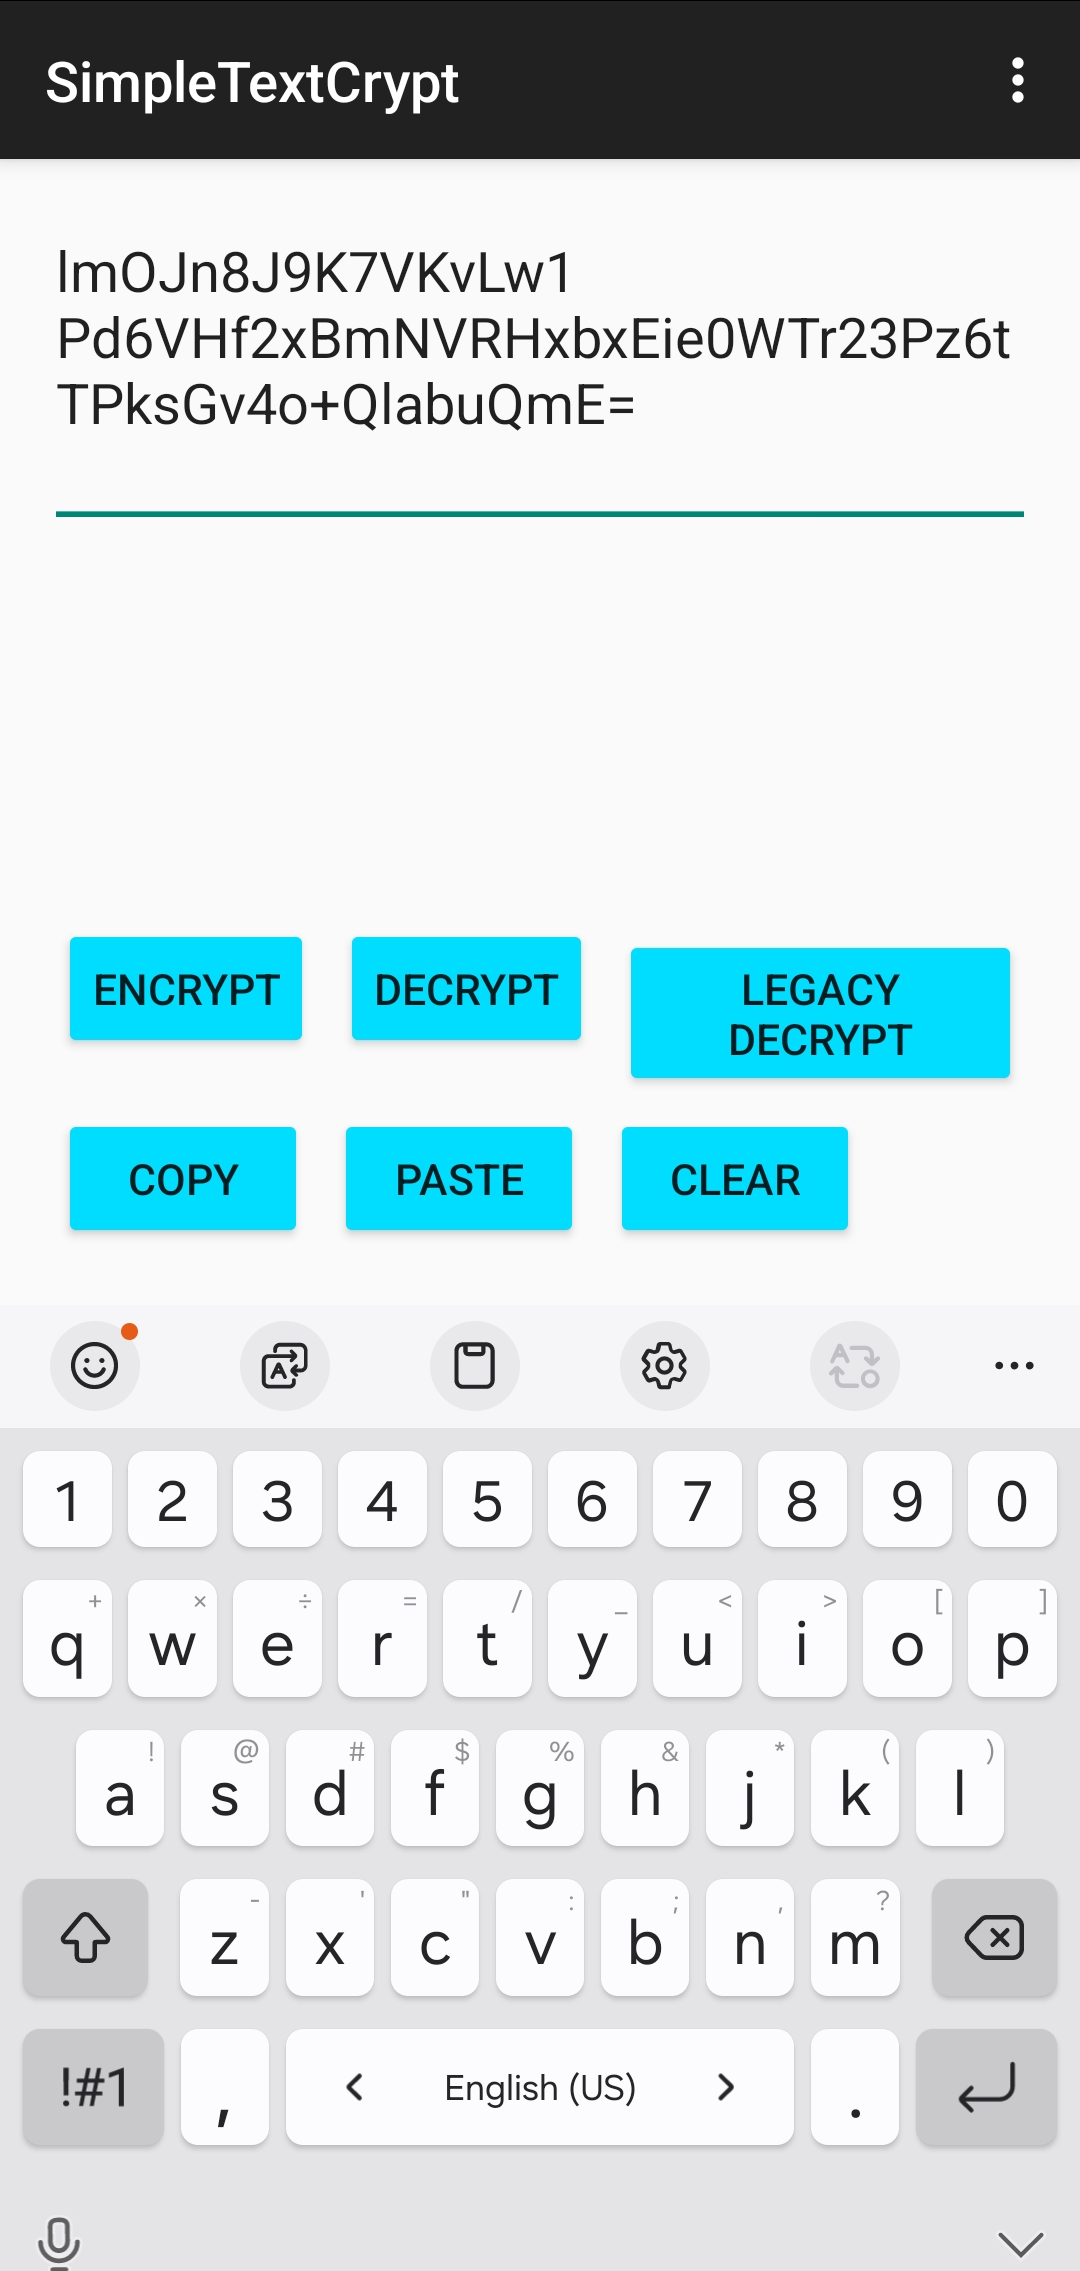 SimpleTextCrypt
lmOJn8J9K7VKvLw1
Pd6VHf2xBmNVRHxbxEie0WTr23Pz6t
TPksGv4o+QlabuQmE=
ENCRYPT DECRYPT LEGACY
DECRYPT
COPY PASTE CLEAR
1 2 3 4 5 6 7 8 9 0
+ × ÷ = / _ < > [ ]
q w e r t y u i o p
! @ # $ % & * ( )
a s d f g h j k l
- ' " : ; , ?
z x c v b n m
!#1 , < English (US) > .